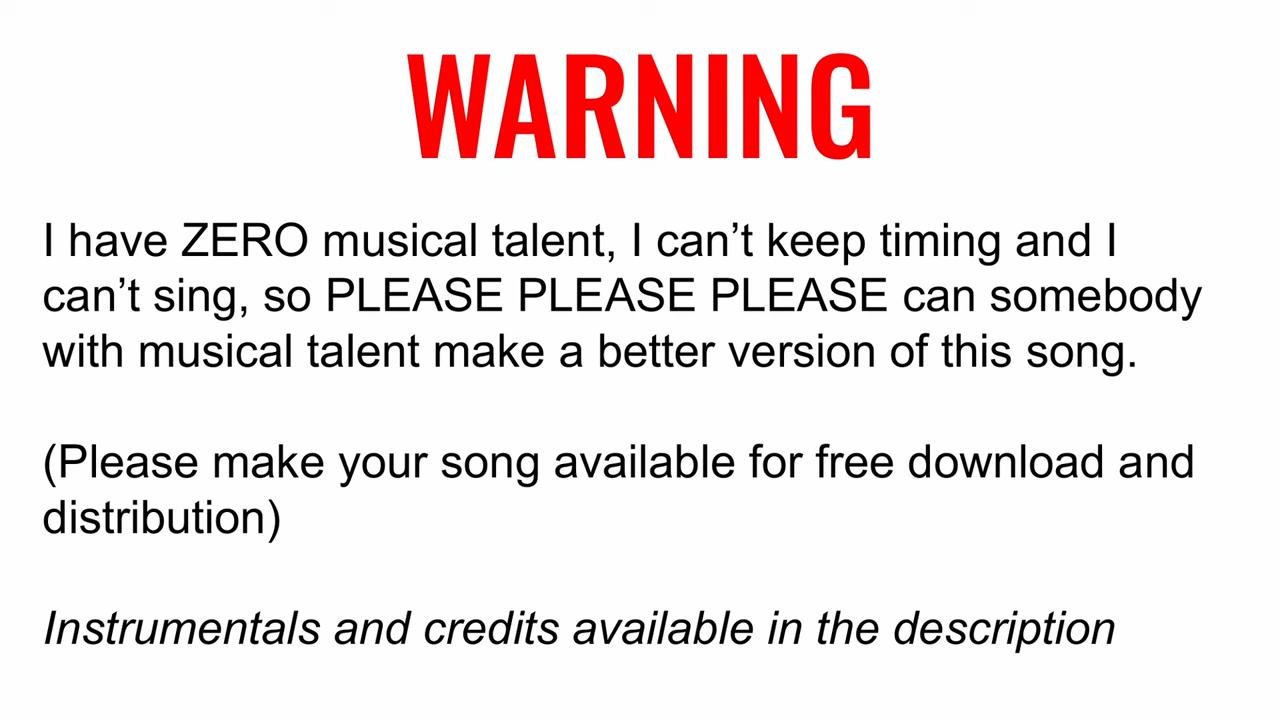 WARNING
I have ZERO musical talent, I can’t keep timing and I
can’t sing, so PLEASE PLEASE PLEASE can somebody
with musical talent make a better version of this song.
(Please make your song available for free download and
distribution)
Instrumentals and credits available in the description